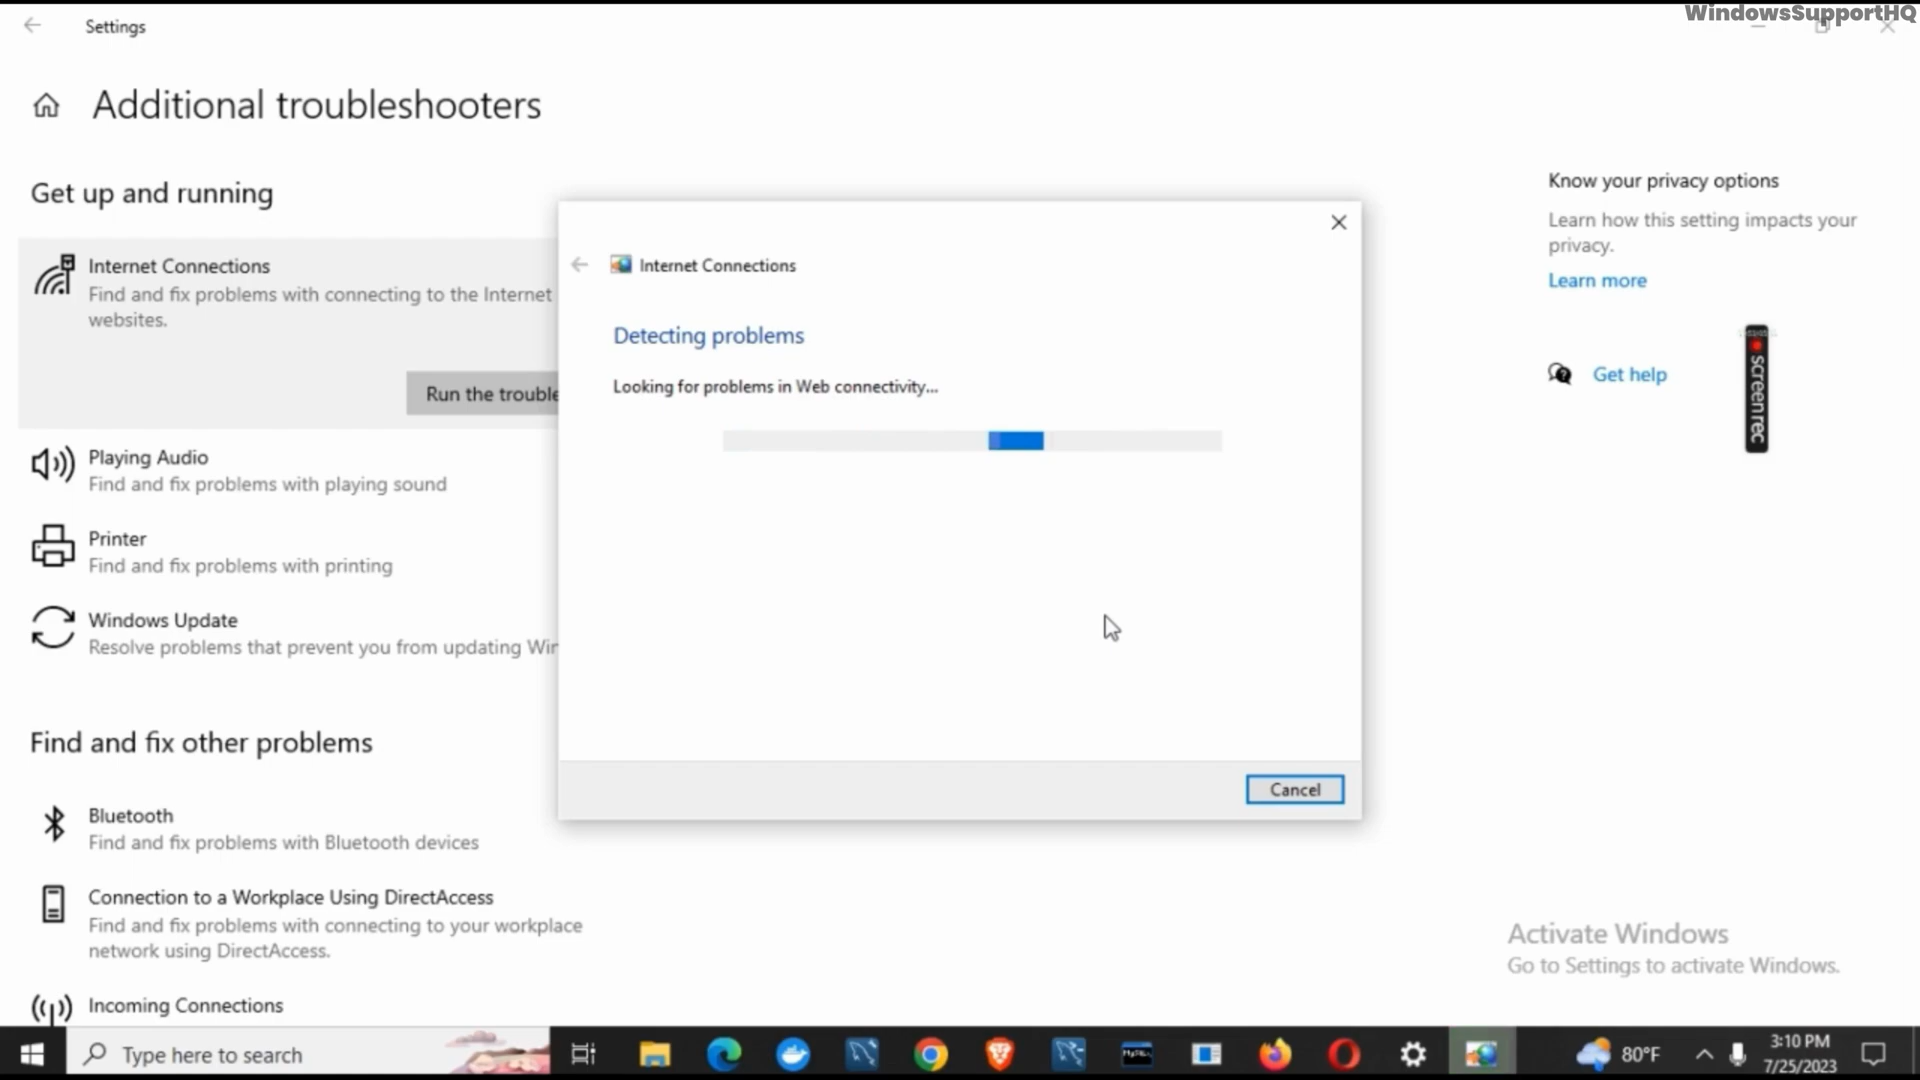 WindowsSupportHQ
Settings
Additional troubleshooters
Get up and running
Internet Connections
Find and fix problems with connecting to the Internet
websites.
Run the trouble
Playing Audio
Find and fix problems with playing sound
Printer
Find and fix problems with printing
Windows Update
Resolve problems that prevent you from updating Wir
Find and fix other problems
Bluetooth
Find and fix problems with Bluetooth devices
Connection to a Workplace Using DirectAccess
Find and fix problems with connecting to your workplace
network using DirectAccess.
Incoming Connections
Internet Connections
Detecting problems
Looking for problems in Web connectivity...
Cancel
Know your privacy options
Learn how this setting impacts your
privacy.
Learn more
Get help
screenrec
Activate Windows
Go to Settings to activate Windows.
Type here to search
80°F
3:10 PM
7/25/2023